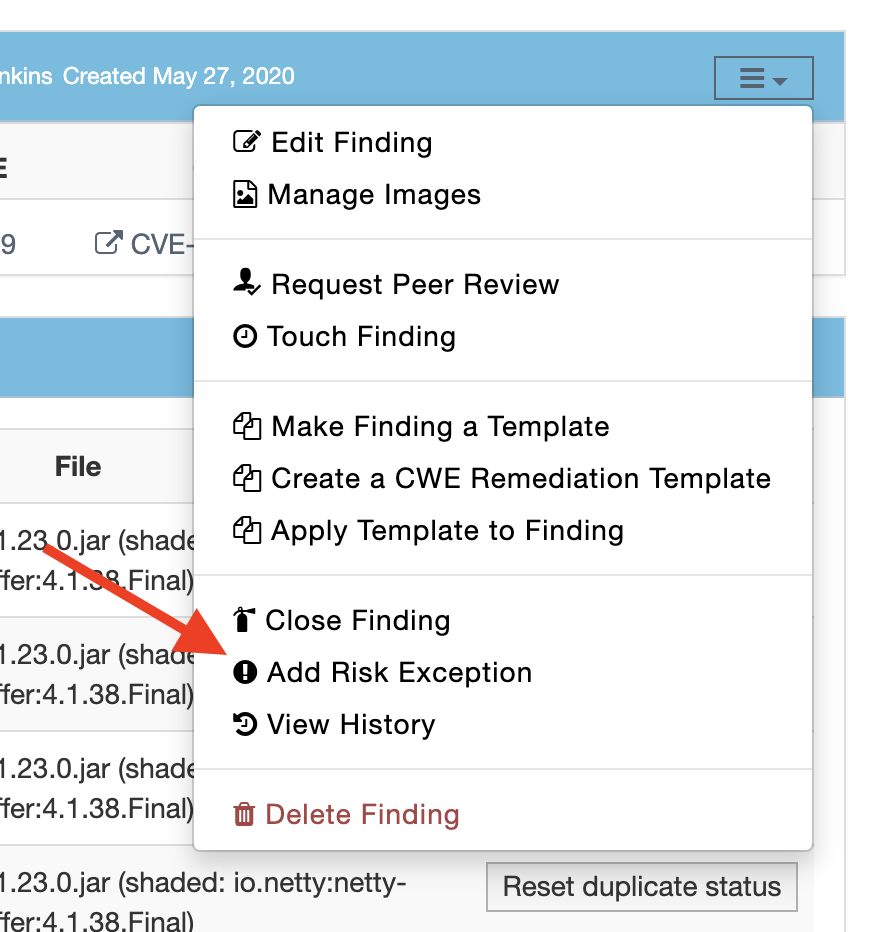 nkins Created May 27, 2020
Edit Finding
Manage Images
E
9
CVE-
Request Peer Review
Touch Finding
Make Finding a Template
Create a CWE Remediation Template
Apply Template to Finding
File
1.23.0.jar (shade
ffer:4.1.38.Final)
Close Finding
Add Risk Exception
View History
1.23.0.jar (shade
ffer:4.1.38.Final)
1.23.0.jar (shade
ffer:4.1.38.Final)
Delete Finding
1.23.0.jar (shaded: io.netty:netty-
ffer:4.1.38.Final)
Reset duplicate status